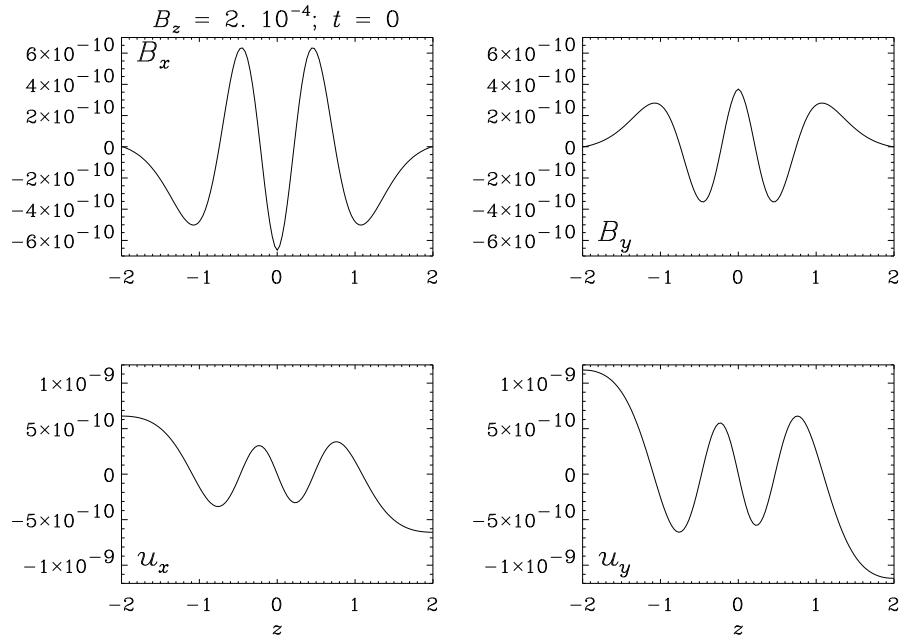 B_z = 2. 10^{-4}; t = 0
B_x
6×10^{-10}
4×10^{-10}
2×10^{-10}
0
−2×10^{-10}
−4×10^{-10}
−6×10^{-10}
−2 −1 0 1 2
B_y
6×10^{-10}
4×10^{-10}
2×10^{-10}
0
−2×10^{-10}
−4×10^{-10}
−6×10^{-10}
−2 −1 0 1 2
u_x
1×10^{-9}
5×10^{-10}
0
−5×10^{-10}
−1×10^{-9}
−2 −1 0 1 2
z
u_y
1×10^{-9}
5×10^{-10}
0
−5×10^{-10}
−1×10^{-9}
−2 −1 0 1 2
z